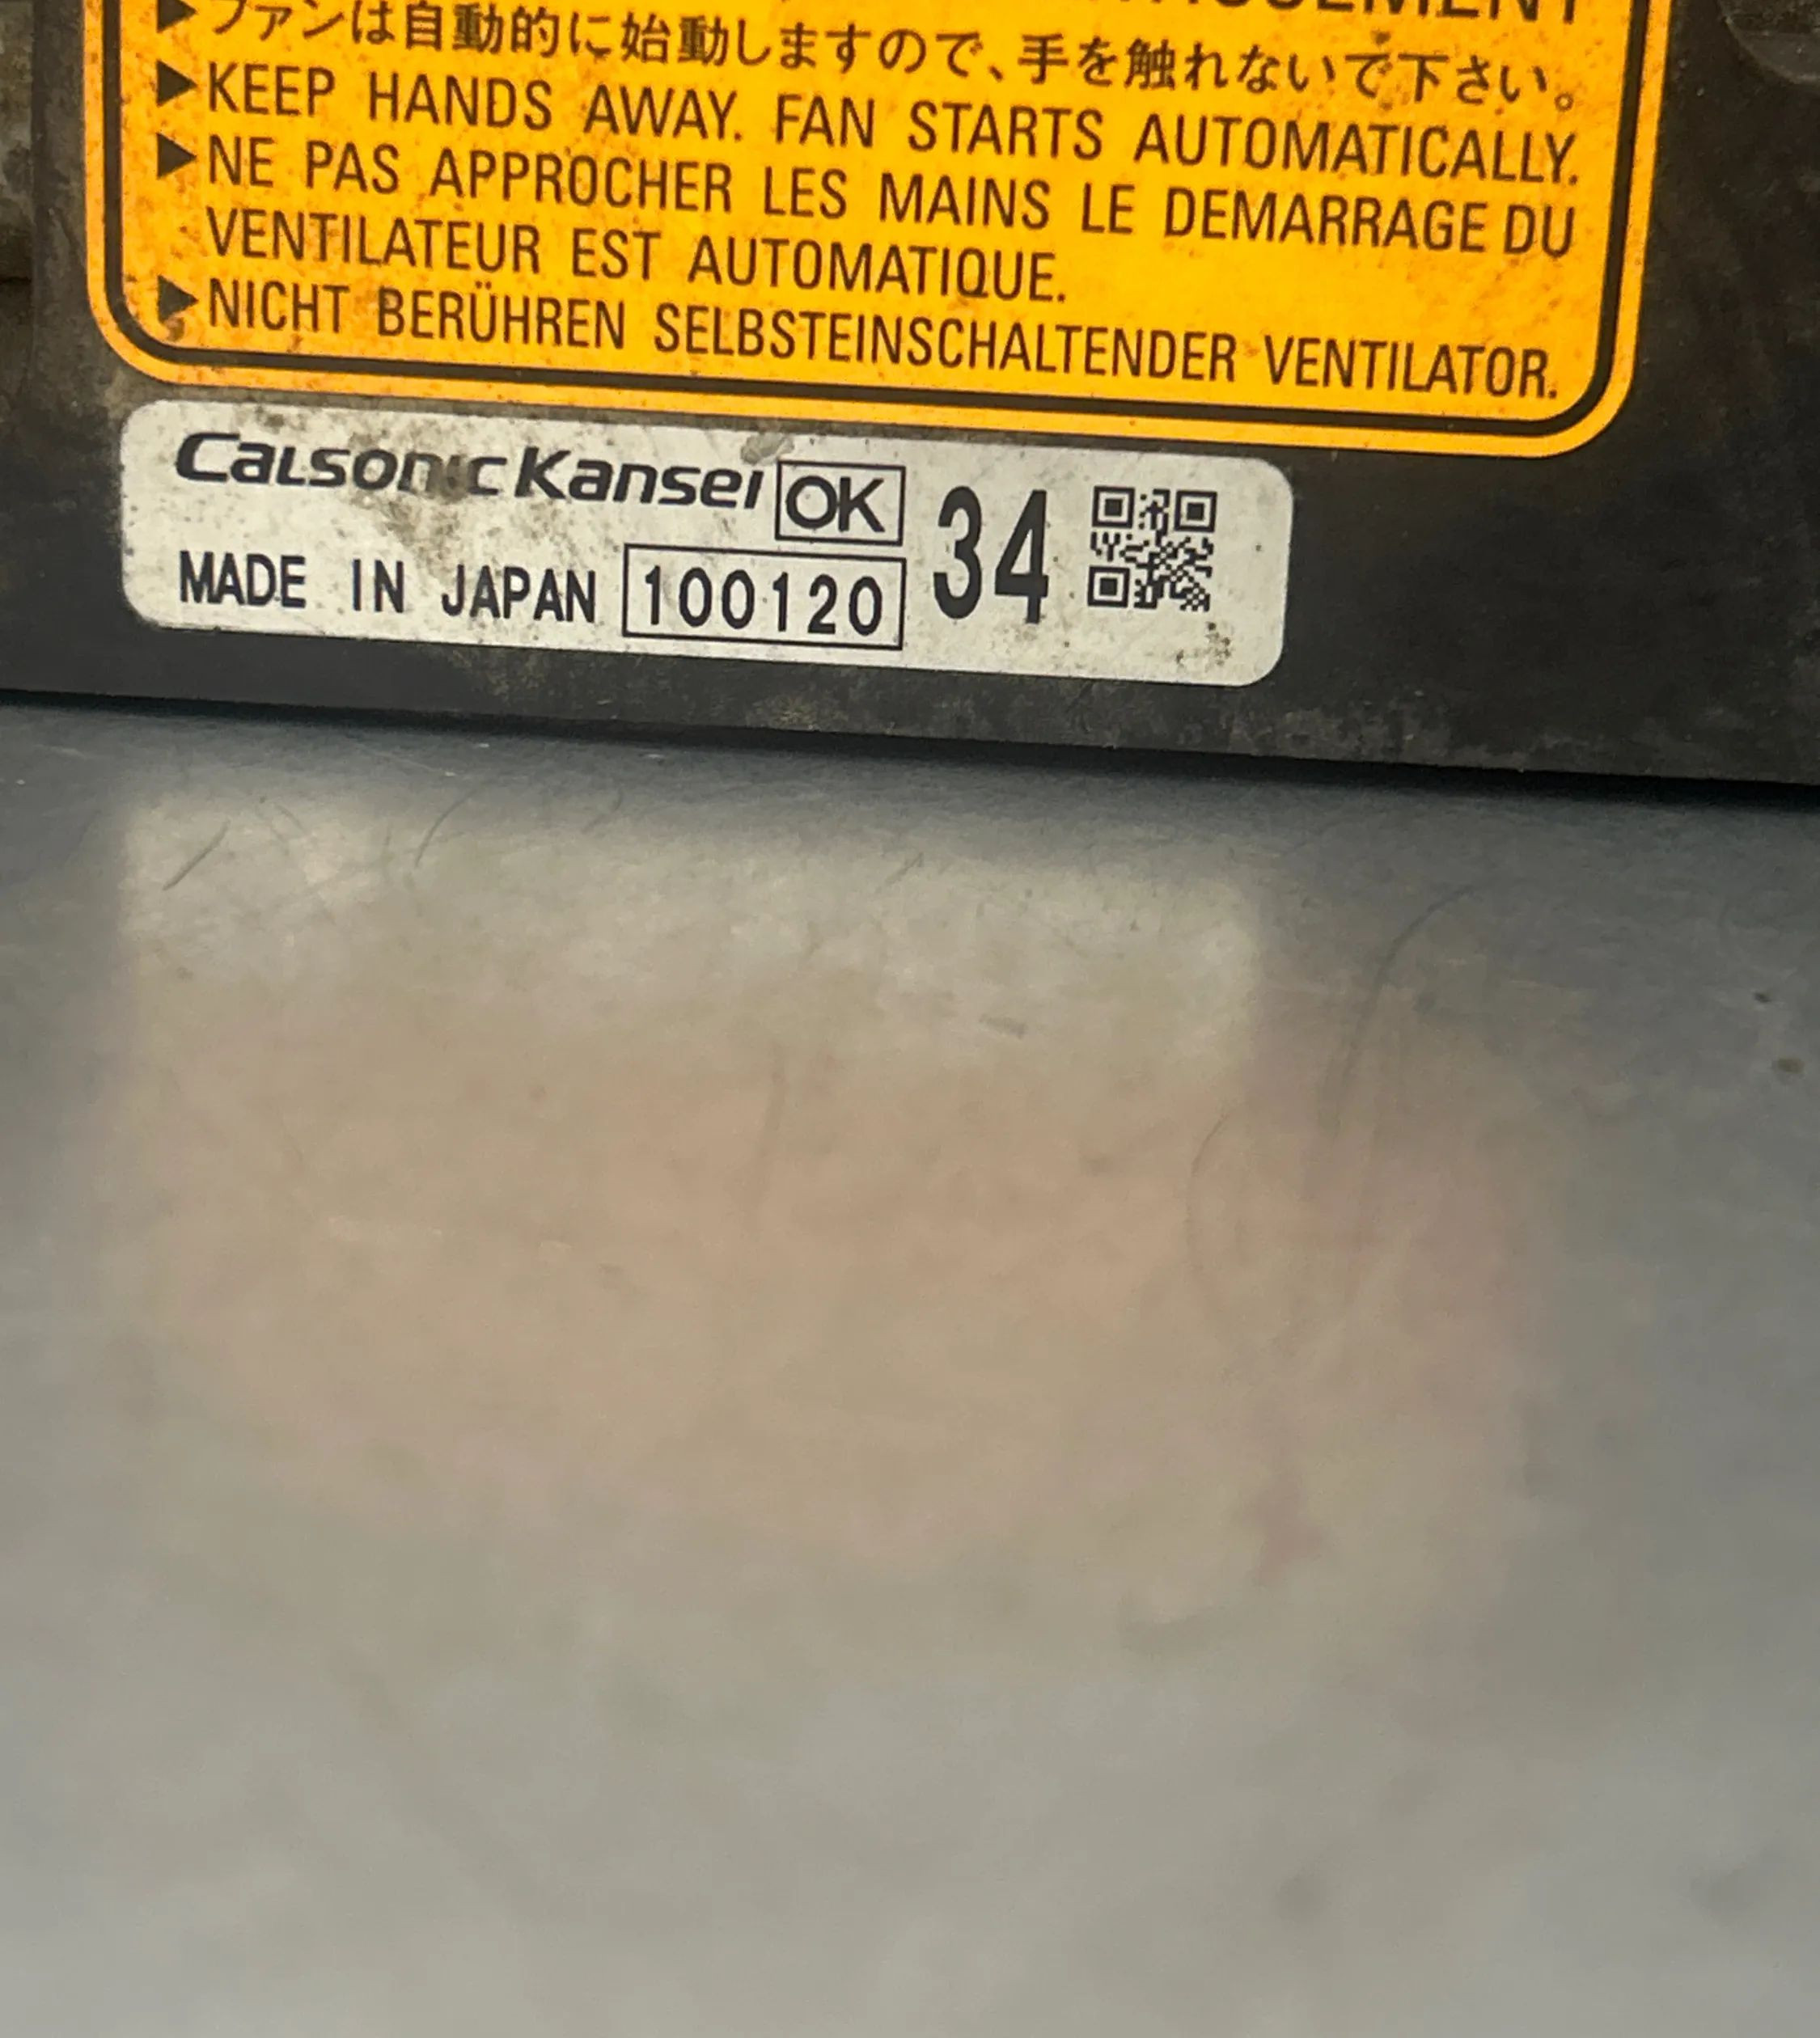 ▶ファンは自動的に始動しますので、手を触れないで下さい。
▶KEEP HANDS AWAY. FAN STARTS AUTOMATICALLY.
▶NE PAS APPROCHER LES MAINS LE DEMARRAGE DU
VENTILATEUR EST AUTOMATIQUE.
▶NICHT BERÜHREN SELBSTEINSCHALTENDER VENTILATOR.
CalsonicKansei OK 34
MADE IN JAPAN 100120